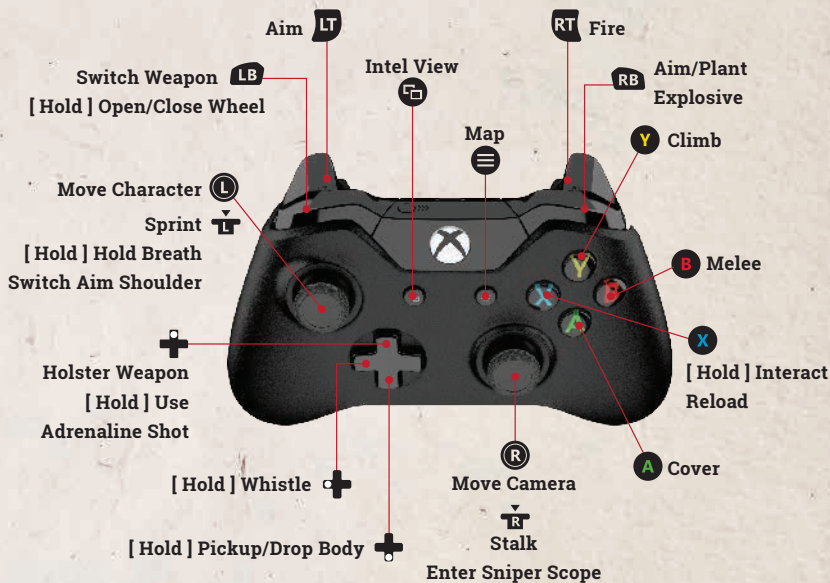 Aim LT
RT Fire
Switch Weapon LB
[ Hold ] Open/Close Wheel
Intel View
RB Aim/Plant
Explosive
Map
Y Climb
Move Character L
Sprint L
[ Hold ] Hold Breath
Switch Aim Shoulder
Y
B Melee
X
B
A
X
[ Hold ] Interact
Reload
Holster Weapon
[ Hold ] Use
Adrenaline Shot
R
Move Camera
A Cover
[ Hold ] Whistle
R
Stalk
[ Hold ] Pickup/Drop Body
Enter Sniper Scope